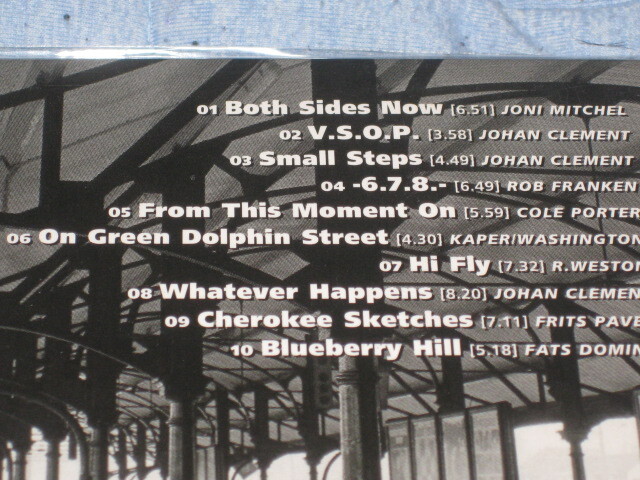 01 Both Sides Now [6.51] JONI MITCHEL
02 V.S.O.P. [3.58] JOHAN CLEMENT
03 Small Steps [4.49] JOHAN CLEMENT
04 -6.7.8.- [6.49] ROB FRANKEN
05 From This Moment On [5.59] COLE PORTER
06 On Green Dolphin Street [4.30] KAPER/WASHINGTON
07 Hi Fly [7.32] R.WESTON
08 Whatever Happens [8.20] JOHAN CLEMEN
09 Cherokee Sketches [7.11] FRITS PAVE
10 Blueberry Hill [5.18] FATS DOMIN